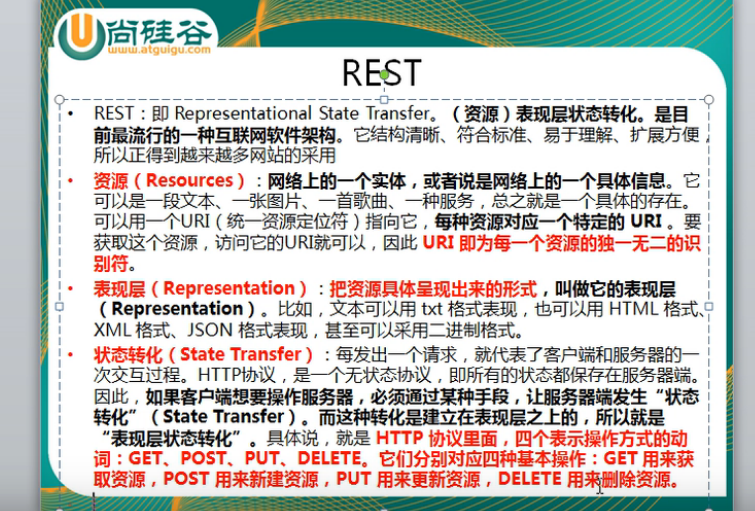 尚硅谷
www.atguigu.com
REST
• REST：即 Representational State Transfer。（资源）表现层状态转化。是目
前最流行的一种互联网软件架构。它结构清晰、符合标准、易于理解、扩展方便，
所以正得到越来越多网站的采用
• 资源（Resources）：网络上的一个实体，或者说是网络上的一个具体信息。它
可以是一段文本、一张图片、一首歌曲、一种服务，总之就是一个具体的存在。
可以用一个URI（统一资源定位符）指向它，每种资源对应一个特定的 URI 。要
获取这个资源，访问它的URI就可以，因此 URI 即为每一个资源的独一无二的识
别符。
• 表现层（Representation）：把资源具体呈现出来的形式，叫做它的表现层
（Representation）。比如，文本可以用 txt 格式表现，也可以用 HTML 格式、
XML 格式、JSON 格式表现，甚至可以采用二进制格式。
• 状态转化（State Transfer）：每发出一个请求，就代表了客户端和服务器的一
次交互过程。HTTP协议，是一个无状态协议，即所有的状态都保存在服务器端。
因此，如果客户端想要操作服务器，必须通过某种手段，让服务器端发生“状态
转化”（State Transfer）。而这种转化是建立在表现层之上的，所以就是
“表现层状态转化”。具体说，就是 HTTP 协议里面，四个表示操作方式的动
词：GET、POST、PUT、DELETE。它们分别对应四种基本操作：GET 用来获
取资源，POST 用来新建资源，PUT 用来更新资源，DELETE 用来删除资源。